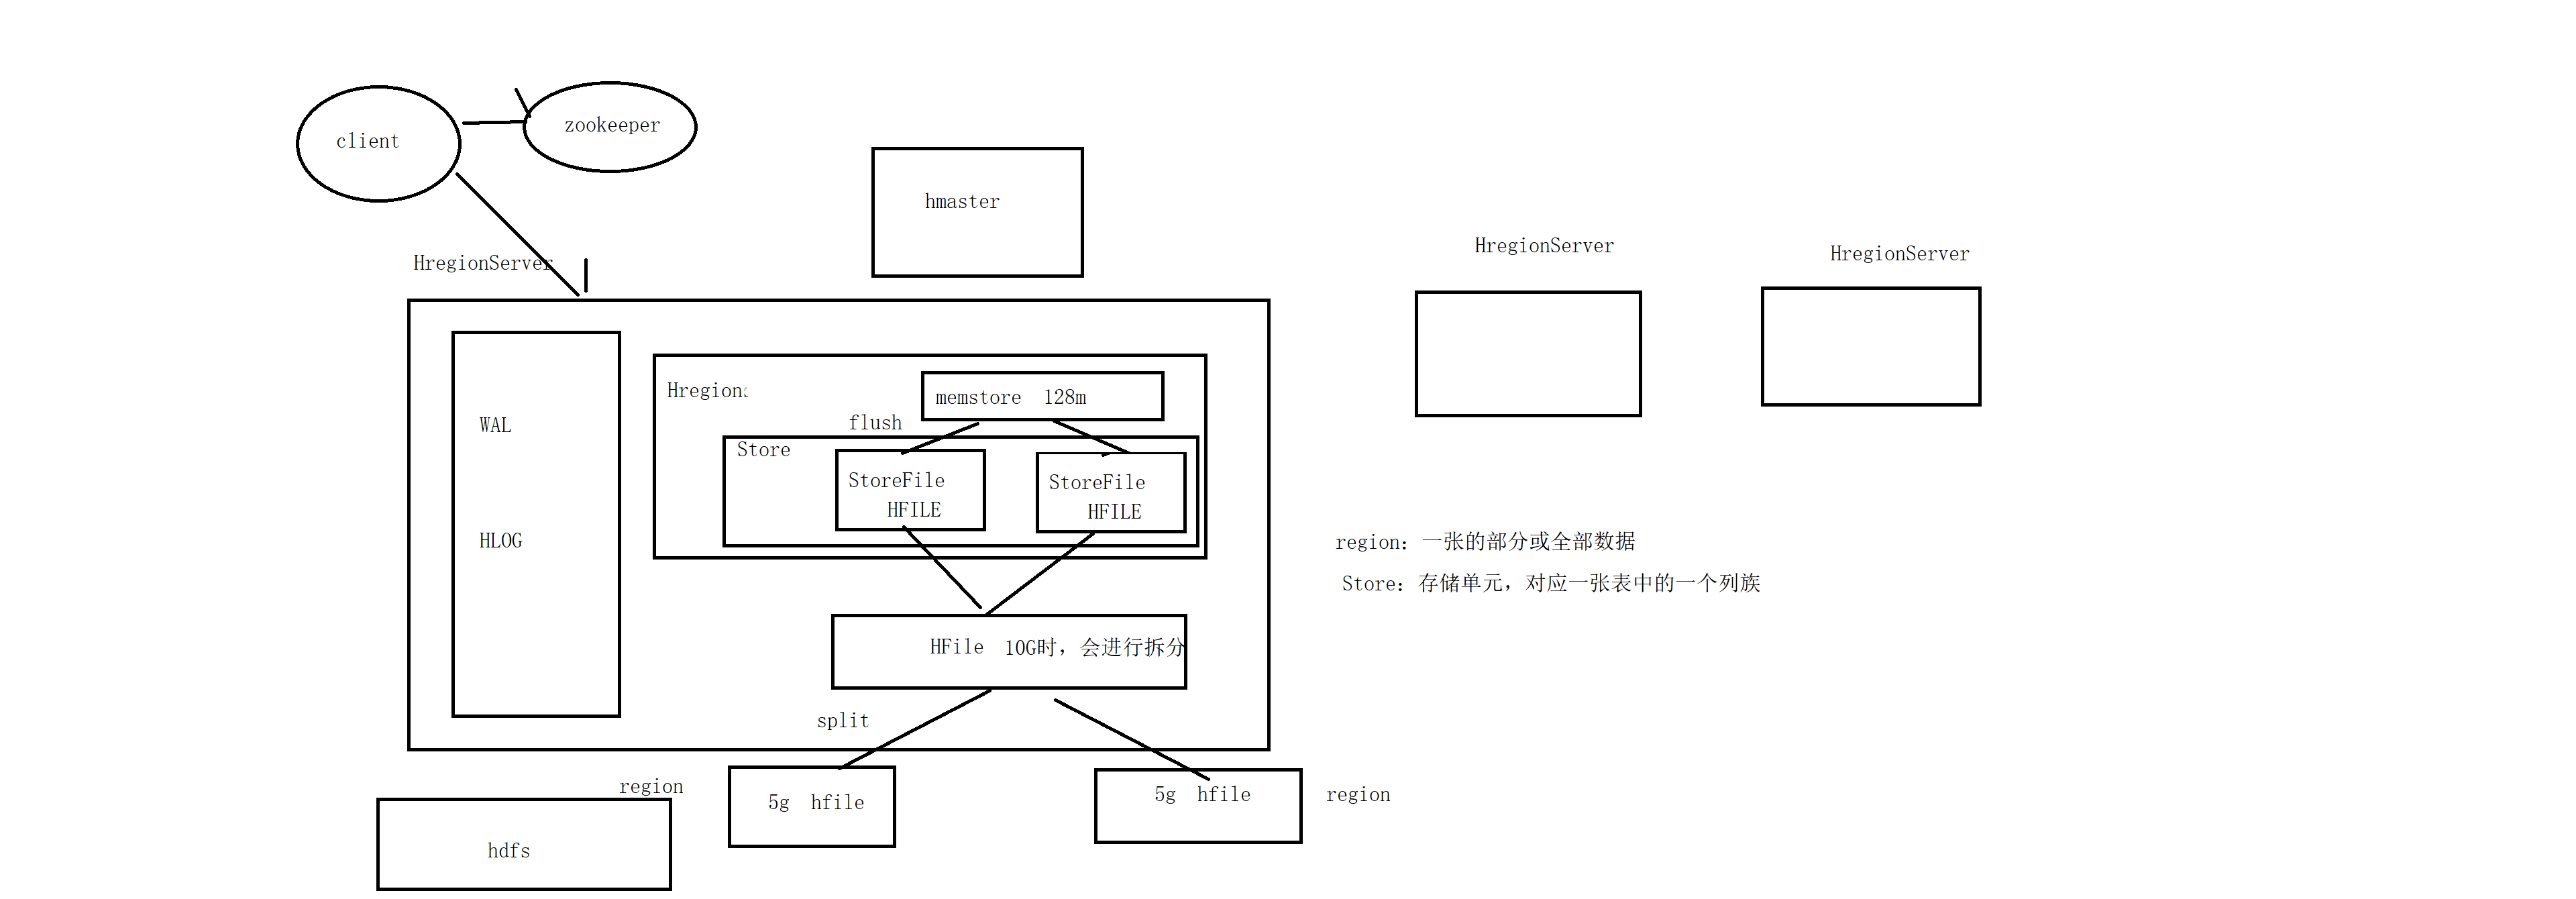 client
zookeeper
hmaster
HregionServer
HregionServer
HregionServer
WAL
HLOG
Hregion
memstore 128m
flush
Store
StoreFile
HFILE
StoreFile
HFILE
region：一张的部分或全部数据
Store：存储单元，对应一张表中的一个列族
HFile 10G时，会进行拆分
split
region
5g hfile
5g hfile
region
hdfs